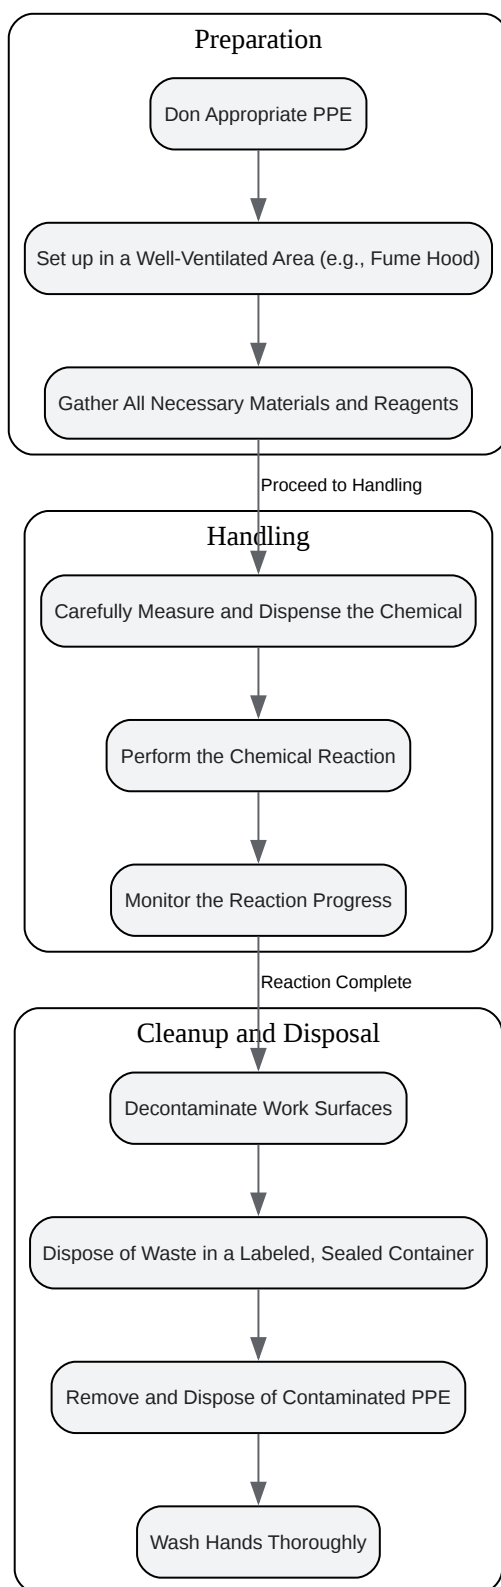 Preparation
Don Appropriate PPE
Set up in a Well-Ventilated Area (e.g., Fume Hood)
Gather All Necessary Materials and Reagents
Proceed to Handling
Handling
Carefully Measure and Dispense the Chemical
Perform the Chemical Reaction
Monitor the Reaction Progress
Reaction Complete
Cleanup and Disposal
Decontaminate Work Surfaces
Dispose of Waste in a Labeled, Sealed Container
Remove and Dispose of Contaminated PPE
Wash Hands Thoroughly